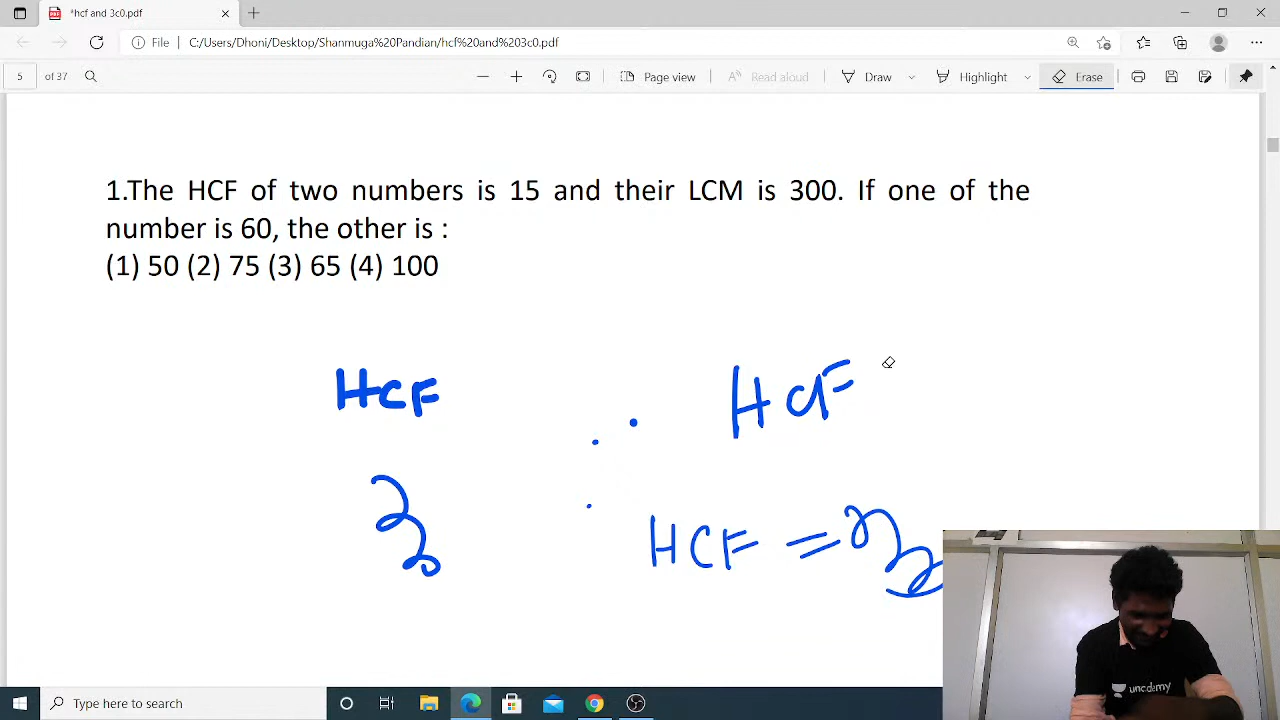 *hcf and 3c0.pdf
File C:/Users/Dhoni/Desktop/Shanmuga%20Pandian/hcf%20and%203c0.pdf
5 of 37 Page view Read aloud Draw Highlight Erase
1.The HCF of two numbers is 15 and their LCM is 300. If one of the
number is 60, the other is :
(1) 50 (2) 75 (3) 65 (4) 100
HCF
HCF
HCF =
Type here to search